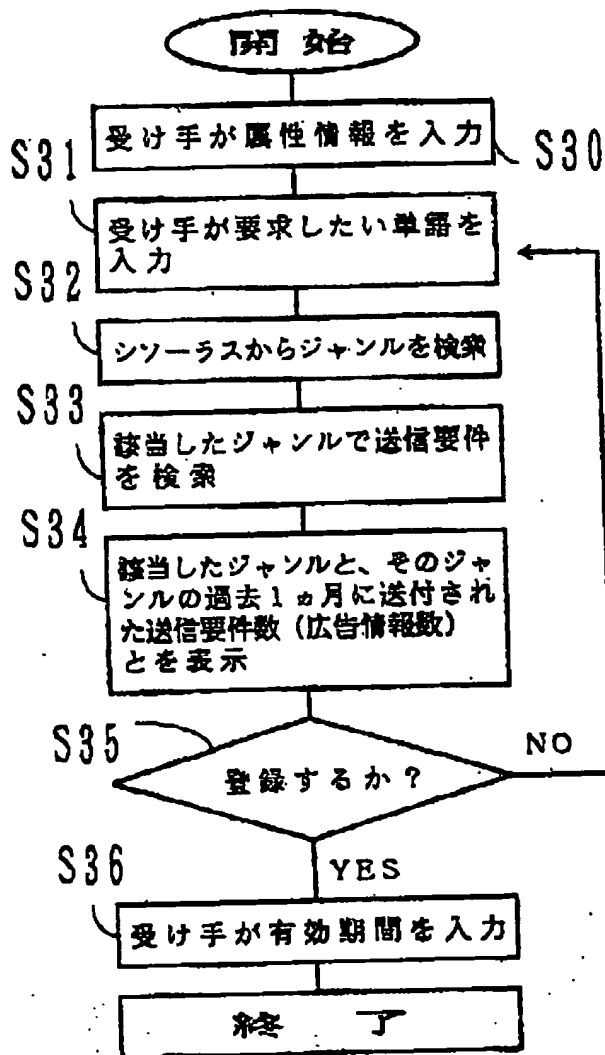 開始
受け手が属性情報を入力
S30
S31
受け手が要求したい単語を
入力
S32
シソーラスからジャンルを検索
S33
該当したジャンルで送信要件
を検索
S34
該当したジャンルと、そのジャ
ンルの過去1ヵ月に送付され
た送信要件数（広告情報数）
とを表示
S35
登録するか？
NO
YES
S36
受け手が有効期間を入力
終了